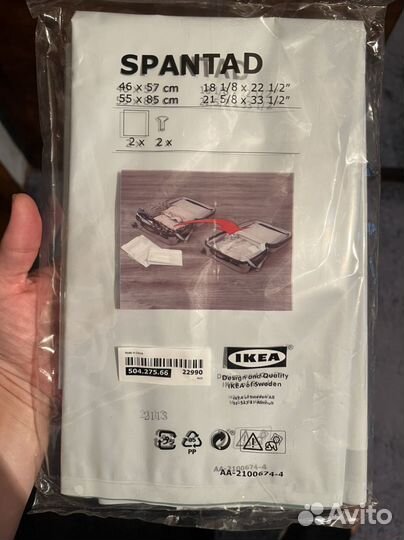 SPANTAD
46 x 57 cm 18 1/8 x 22 1/2"
55 x 85 cm 21 5/8 x 33 1/2"
2 x 2 x
504.275.66 22990
IKEA
Design and Quality
IKEA of Sweden
05
PP
AA-2100674-4
Avito